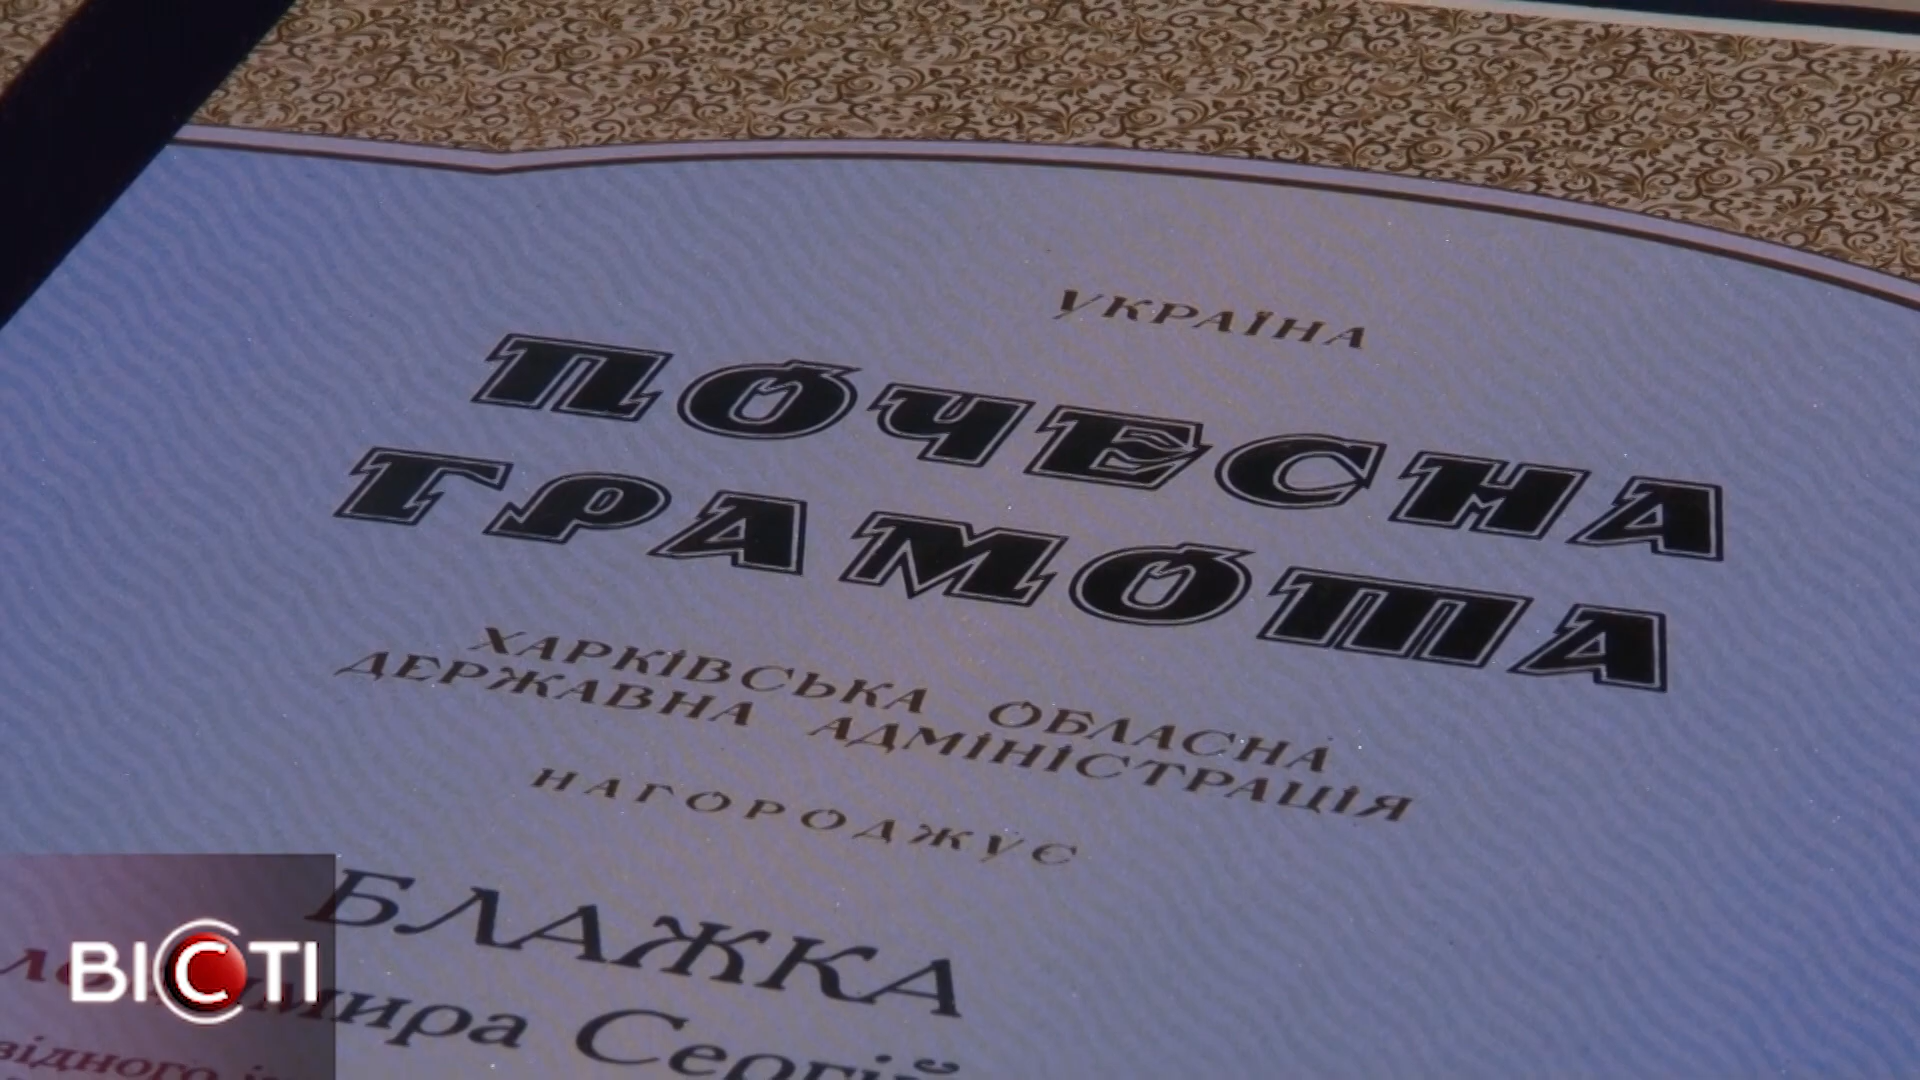 УКРАЇНА
ПОЧЕСНА
ГРАМОТА
ХАРКІВСЬКА ОБЛАСНА
ДЕРЖАВНА АДМІНІСТРАЦІЯ
НАГОРОДЖУЄ
БЛАЖКА
ВІСТІ